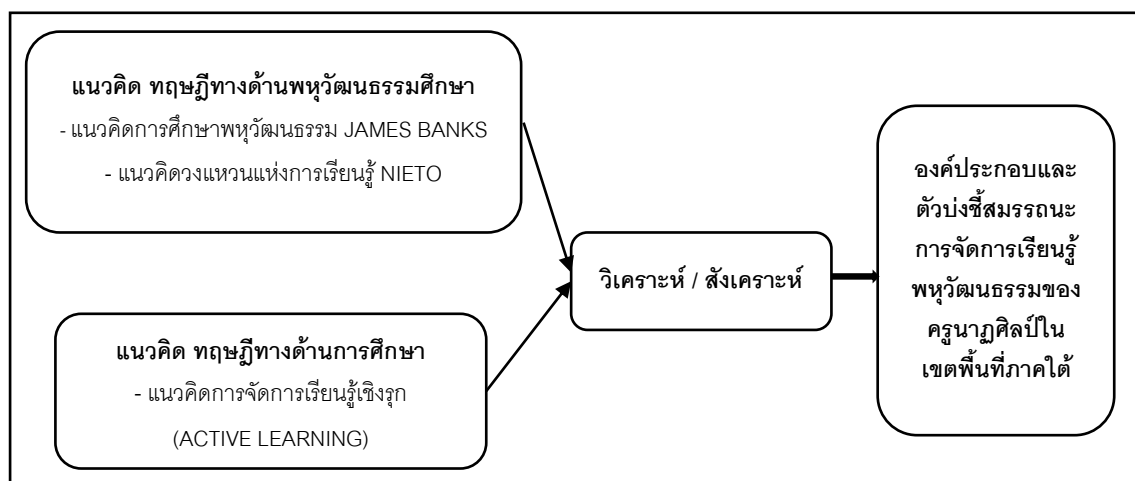 แนวคิด ทฤษฎีทางด้านพหุวัฒนธรรมศึกษา
- แนวคิดการศึกษาพหุวัฒนธรรม JAMES BANKS
- แนวคิดวงแหวนแห่งการเรียนรู้ NIETO
แนวคิด ทฤษฎีทางด้านการศึกษา
- แนวคิดการจัดการเรียนรู้เชิงรุก
(ACTIVE LEARNING)
วิเคราะห์ / สังเคราะห์
องค์ประกอบและ
ตัวบ่งชี้สมรรถนะ
การจัดการเรียนรู้
พหุวัฒนธรรมของ
ครูนาฏศิลป์ใน
เขตพื้นที่ภาคใต้